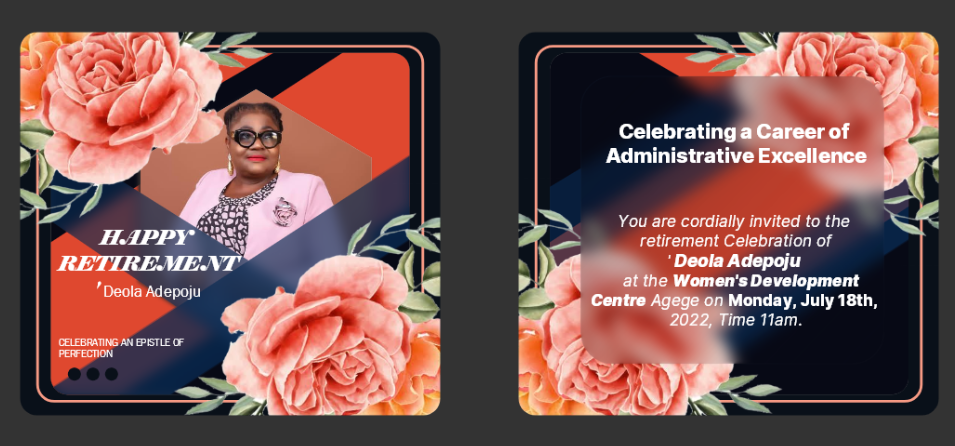 HAPPY
RETIREMENT
'Deola Adepoju
CELEBRATING AN EPISTLE OF
PERFECTION
Celebrating a Career of
Administrative Excellence
You are cordially invited to the
retirement Celebration of
'Deola Adepoju
at the Women's Development
Centre Agege on Monday, July 18th,
2022, Time 11am.